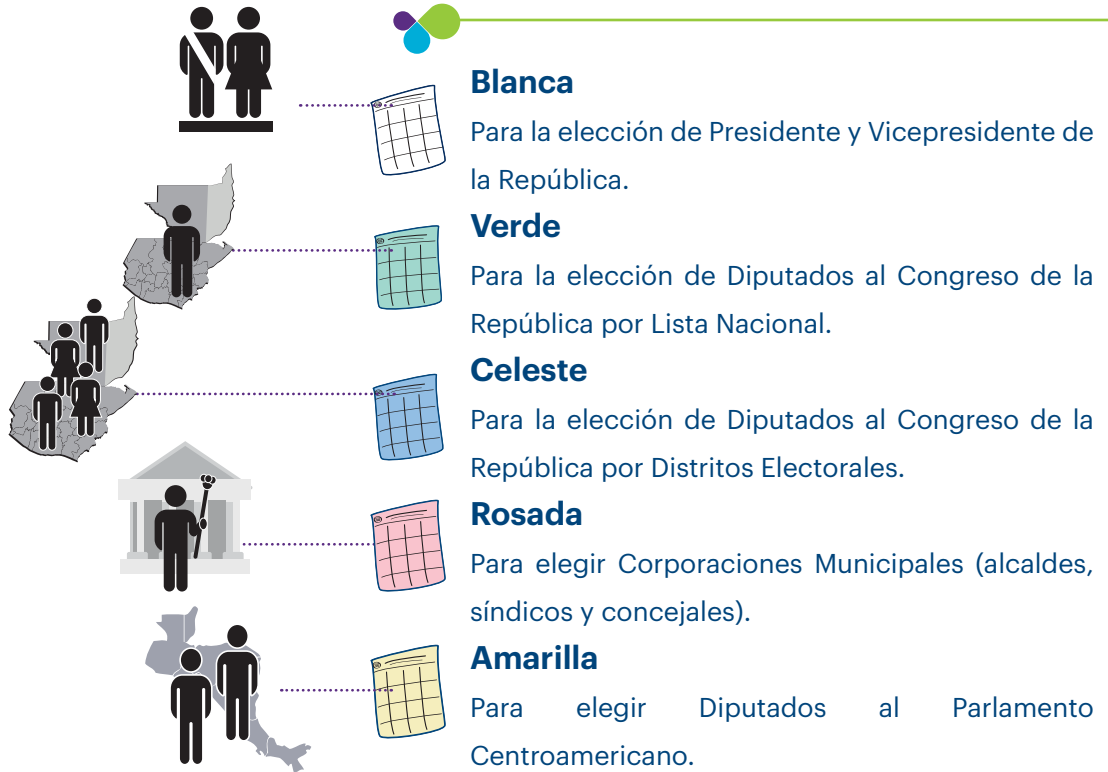 Blanca
Para la elección de Presidente y Vicepresidente de
la República.
Verde
Para la elección de Diputados al Congreso de la
República por Lista Nacional.
Celeste
Para la elección de Diputados al Congreso de la
República por Distritos Electorales.
Rosada
Para elegir Corporaciones Municipales (alcaldes,
síndicos y concejales).
Amarilla
Para elegir Diputados al Parlamento
Centroamericano.